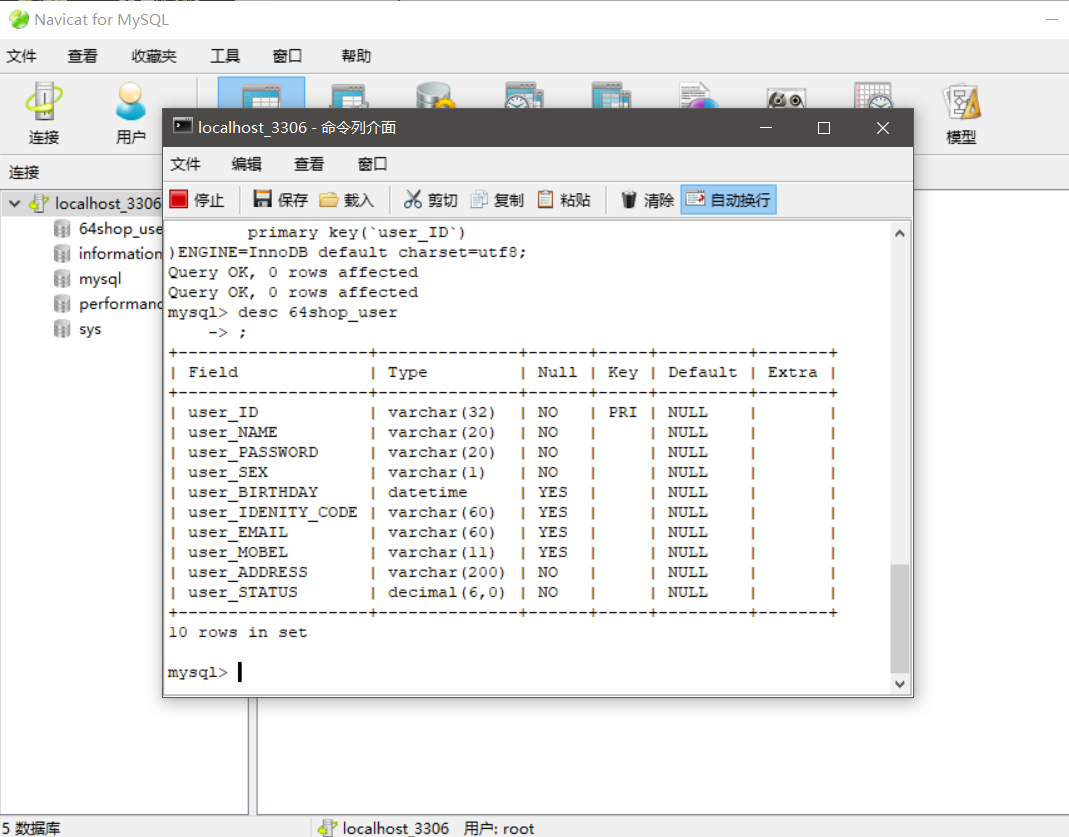 Navicat for MySQL
文件 查看 收藏夹 工具 窗口 帮助
连接 用户 模型
连接
localhost_3306
64shop_use
information
mysql
performanc
sys
localhost_3306 - 命令列介面
文件 编辑 查看 窗口
停止 保存 载入 剪切 复制 粘贴 清除 自动换行
primary key(`user_ID`)
)ENGINE=InnoDB default charset=utf8;
Query OK, 0 rows affected
Query OK, 0 rows affected
mysql> desc 64shop_user
-> ;
+-------------------+--------------+------+-----+---------+-------+
| Field | Type | Null | Key | Default | Extra |
+-------------------+--------------+------+-----+---------+-------+
| user_ID | varchar(32) | NO | PRI | NULL | |
| user_NAME | varchar(20) | NO | | NULL | |
| user_PASSWORD | varchar(20) | NO | | NULL | |
| user_SEX | varchar(1) | NO | | NULL | |
| user_BIRTHDAY | datetime | YES | | NULL | |
| user_IDENITY_CODE | varchar(60) | YES | | NULL | |
| user_EMAIL | varchar(60) | YES | | NULL | |
| user_MOBEL | varchar(11) | YES | | NULL | |
| user_ADDRESS | varchar(200) | NO | | NULL | |
| user_STATUS | decimal(6,0) | NO | | NULL | |
+-------------------+--------------+------+-----+---------+-------+
10 rows in set
mysql>
5 数据库 localhost_3306 用户: root